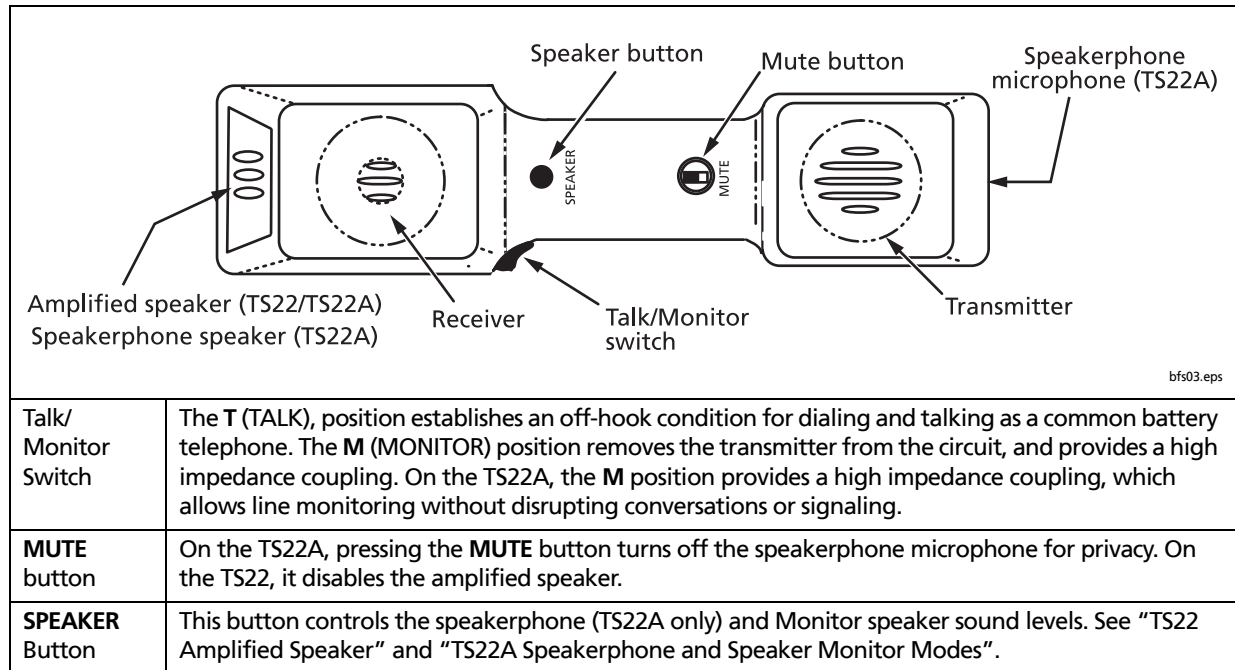 Speaker button
Mute button
Speakerphone
microphone (TS22A)
SPEAKER
MUTE
Amplified speaker (TS22/TS22A)
Speakerphone speaker (TS22A)
Receiver
Talk/Monitor
switch
Transmitter
bfs03.eps
Talk/
Monitor
Switch
The T (TALK), position establishes an off-hook condition for dialing and talking as a common battery
telephone. The M (MONITOR) position removes the transmitter from the circuit, and provides a high
impedance coupling. On the TS22A, the M position provides a high impedance coupling, which
allows line monitoring without disrupting conversations or signaling.
MUTE
button
On the TS22A, pressing the MUTE button turns off the speakerphone microphone for privacy. On
the TS22, it disables the amplified speaker.
SPEAKER
Button
This button controls the speakerphone (TS22A only) and Monitor speaker sound levels. See “TS22
Amplified Speaker” and “TS22A Speakerphone and Speaker Monitor Modes”.